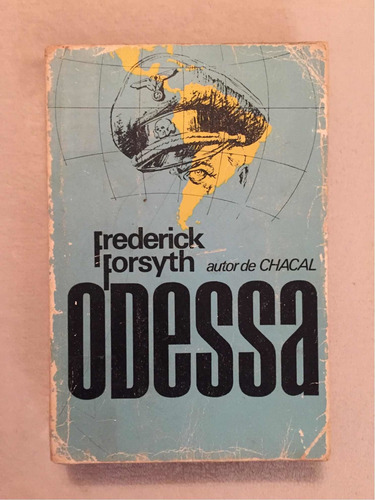 Frederick
Forsyth autor de CHACAL
ODESSA